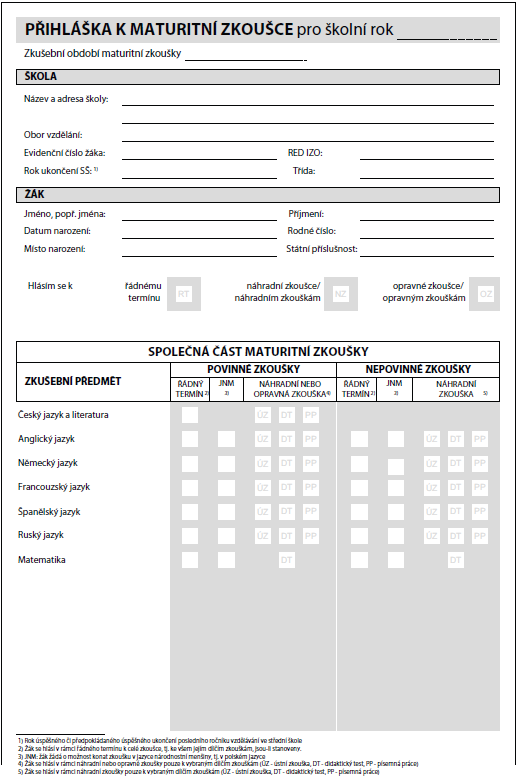 PŘIHLÁŠKA K MATURITNÍ ZKOUŠCE pro školní rok
Zkušební období maturitní zkoušky
ŠKOLA
Název a adresa školy:
Obor vzdělání:
Evidenční číslo žáka: RED IZO:
Rok ukončení SŠ: 1) Třída:
ŽÁK
Jméno, popř. jména: Příjmení:
Datum narození: Rodné číslo:
Místo narození: Státní příslušnost:
Hlásím se k řádnému termínu RT náhradní zkoušce/ náhradním zkouškám NZ opravné zkoušce/ opravným zkouškám OZ
SPOLEČNÁ ČÁST MATURITNÍ ZKOUŠKY
ZKUŠEBNÍ PŘEDMĚT POVINNÉ ZKOUŠKY NEPOVINNÉ ZKOUŠKY
ŘÁDNÝ TERMÍN 2) JNM 3) NÁHRADNÍ NEBO OPRAVNÁ ZKOUŠKA 4) ŘÁDNÝ TERMÍN 2) JNM 3) NÁHRADNÍ ZKOUŠKA 5)
Český jazyk a literatura ÚZ DT PP
Anglický jazyk ÚZ DT PP ÚZ DT PP
Německý jazyk ÚZ DT PP ÚZ DT PP
Francouzský jazyk ÚZ DT PP ÚZ DT PP
Španělský jazyk ÚZ DT PP ÚZ DT PP
Ruský jazyk ÚZ DT PP ÚZ DT PP
Matematika DT DT
1) Rok úspěšného či předpokládaného úspěšného ukončení posledního ročníku vzdělávání ve střední škole
2) Žák se hlásí v rámci řádného termínu k celé zkoušce, tj. ke všem jejím dílčím zkouškám, jsou-li stanoveny.
3) JNM: žák žádá o možnost konat zkoušku v jazyce národnostní menšiny, tj. v polském jazyce
4) Žák se hlásí v rámci náhradní nebo opravné zkoušky pouze k vybraným dílčím zkouškám (ÚZ - ústní zkouška, DT - didaktický test, PP - písemná práce)
5) Žák se hlásí v rámci náhradní zkoušky pouze k vybraným dílčím zkouškám (ÚZ - ústní zkouška, DT - didaktický test, PP - písemná práce)